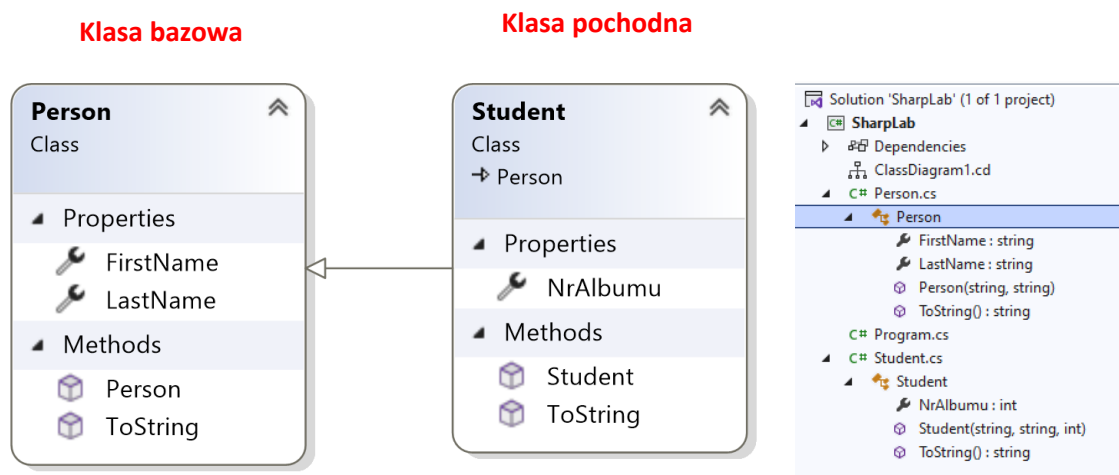 Klasa bazowa
Klasa pochodna
Person
Class
Properties
FirstName
LastName
Methods
Person
ToString
Student
Class
Person
Properties
NrAlbumu
Methods
Student
ToString
Solution 'SharpLab' (1 of 1 project)
C# SharpLab
Dependencies
ClassDiagram1.cd
C# Person.cs
Person
FirstName : string
LastName : string
Person(string, string)
ToString() : string
C# Program.cs
C# Student.cs
Student
NrAlbumu : int
Student(string, string, int)
ToString() : string